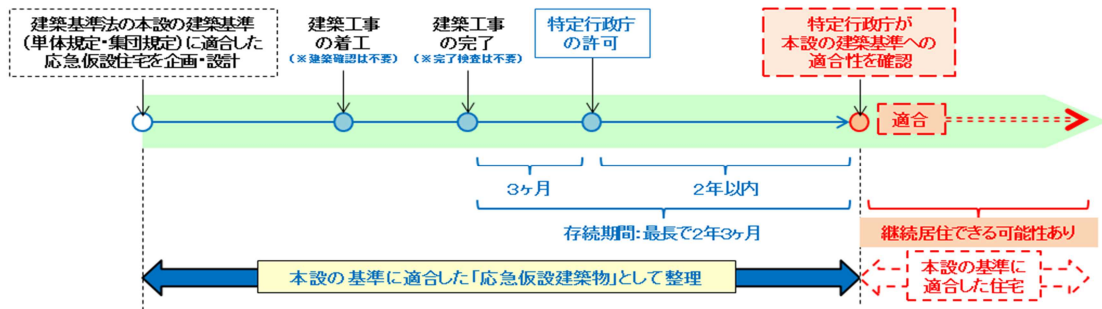 建築基準法の本設の建築基準
（単体規定・集団規定）に適合した
応急仮設住宅を企画・設計
建築工事
の着工
（※建築確認は不要）
建築工事
の完了
（※完了検査は不要）
特定行政庁
の許可
特定行政庁が
本設の建築基準への
適合性を確認
適合
3ヶ月
2年以内
存続期間：最長で2年3ヶ月
継続居住できる可能性あり
本設の基準に適合した「応急仮設建築物」として整理
本設の基準に
適合した住宅